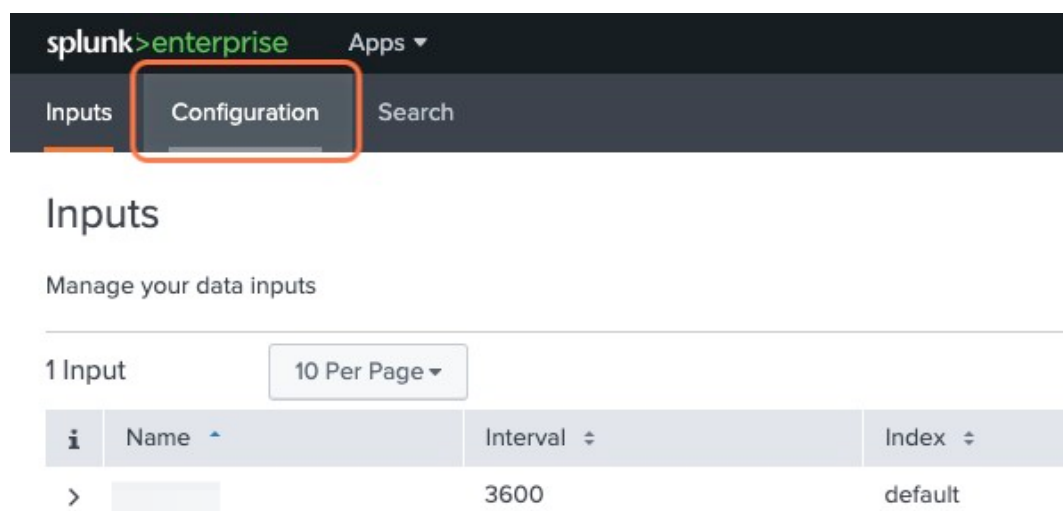 splunk>enterprise Apps
Inputs Configuration Search
Inputs
Manage your data inputs
1 Input 10 Per Page
i Name Interval Index
3600 default